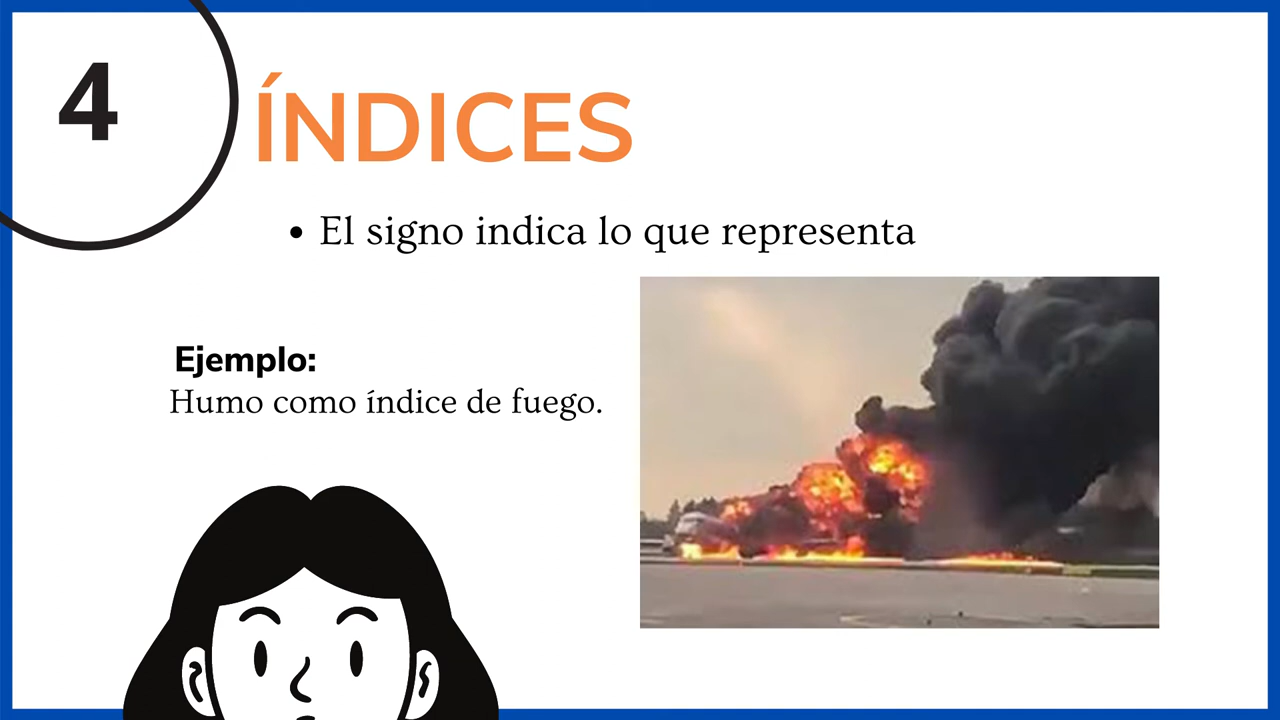 4
ÍNDICES
• El signo indica lo que representa
Ejemplo:
Humo como índice de fuego.